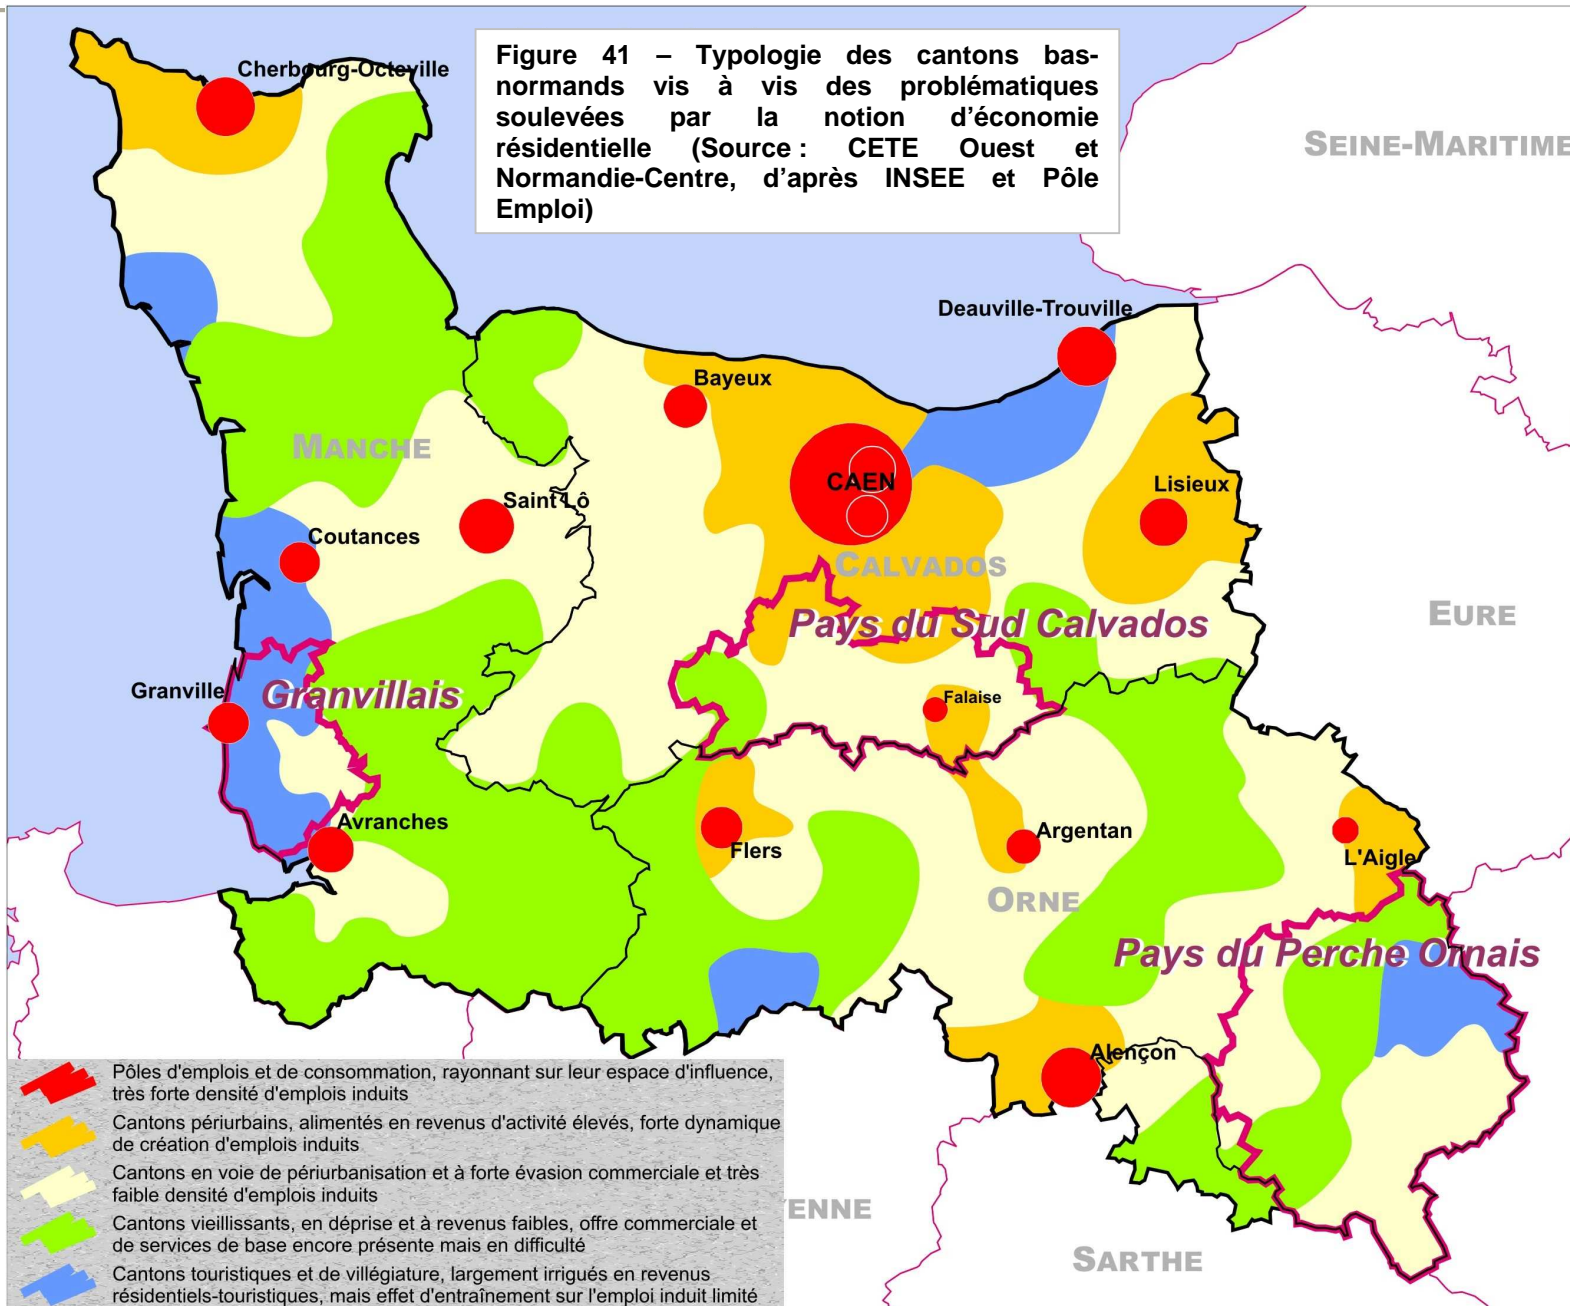 Figure 41 – Typologie des cantons bas-
normands vis à vis des problématiques
soulevées par la notion d'économie
résidentielle (Source : CETE Ouest et
Normandie-Centre, d'après INSEE et Pôle
Emploi)
Cherbourg-Octeville
SEINE-MARITIME
Deauville-Trouville
Bayeux
MANCHE
CAEN
Lisieux
Saint Lô
Coutances
CALVADOS
EURE
Pays du Sud Calvados
Granville
Granvillais
Falaise
Avranches
Flers
Argentan
L'Aigle
ORNE
Pays du Perche Ornais
Alençon
YENNE
SARTHE
Pôles d'emplois et de consommation, rayonnant sur leur espace d'influence,
très forte densité d'emplois induits
Cantons périurbains, alimentés en revenus d'activité élevés, forte dynamique
de création d'emplois induits
Cantons en voie de périurbanisation et à forte évasion commerciale et très
faible densité d'emplois induits
Cantons vieillissants, en déprise et à revenus faibles, offre commerciale et
de services de base encore présente mais en difficulté
Cantons touristiques et de villégiature, largement irrigués en revenus
résidentiels-touristiques, mais effet d'entraînement sur l'emploi induit limité